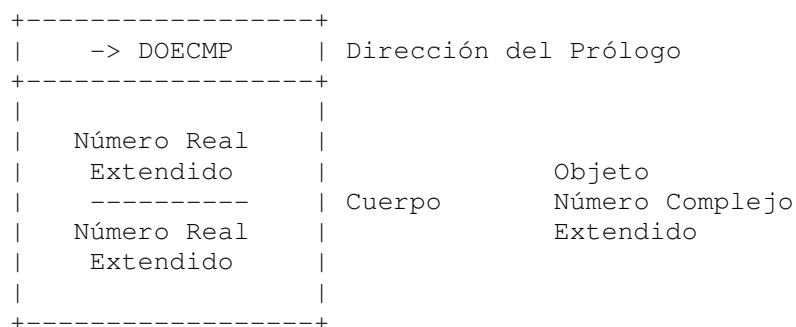 +------------------+
|     -> DOECMP     | Dirección del Prólogo
+------------------+
|                  |
|   Número Real    |
|    Extendido     |              Objeto
|    ----------    | Cuerpo       Número Complejo
|   Número Real    |              Extendido
|    Extendido     |
|                  |
+------------------+